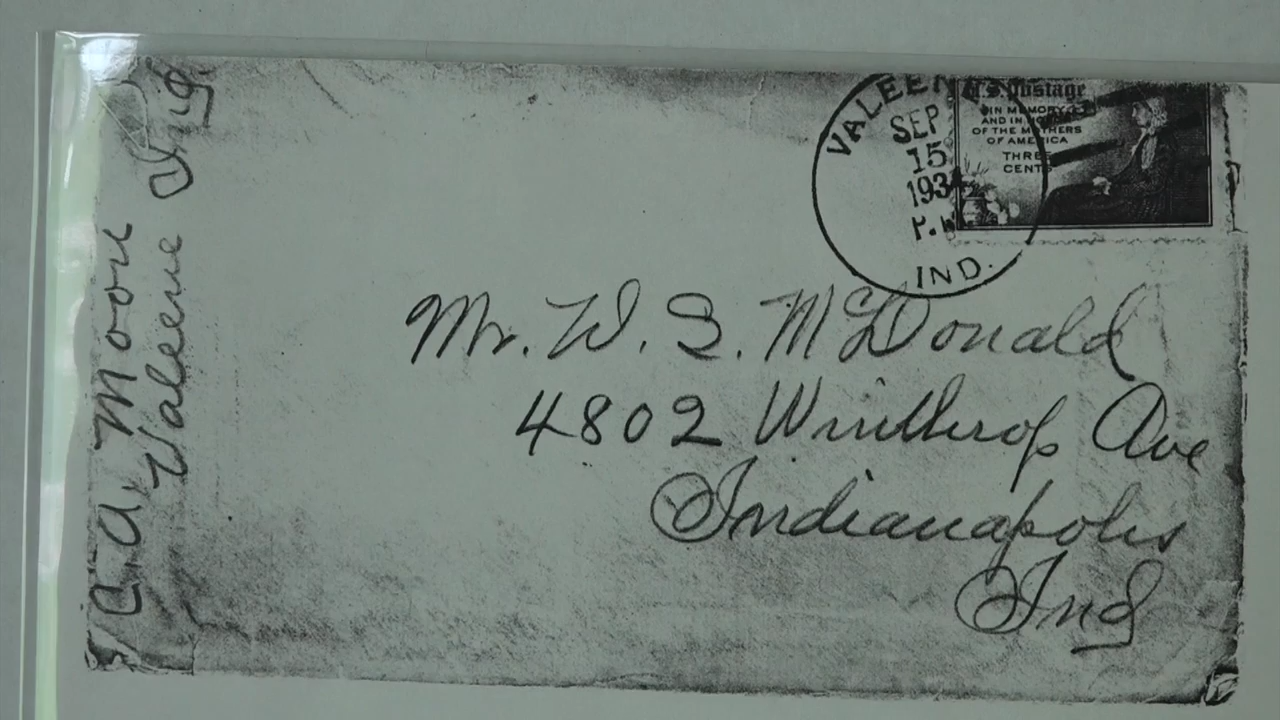 C. A. Moore
Valeene Ind
VALEENE
SEP
15
1934
P.M.
IND.
U.S. Postage
IN MEMORY
AND IN HONOR
OF THE MOTHERS
OF AMERICA
THREE
CENTS
Mr. W. S. McDonald
4802 Winthrop Ave
Indianapolis
Ind